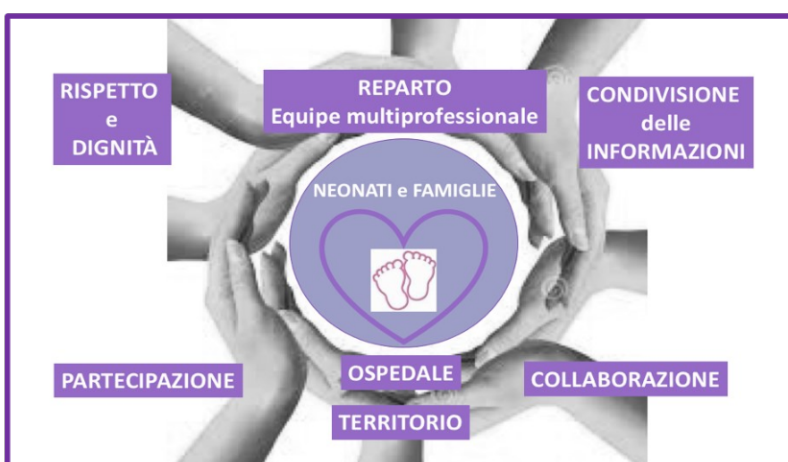 RISPETTO
e
DIGNITÀ
REPARTO
Equipe multiprofessionale
CONDIVISIONE
delle
INFORMAZIONI
NEONATI e FAMIGLIE
PARTECIPAZIONE
OSPEDALE
COLLABORAZIONE
TERRITORIO